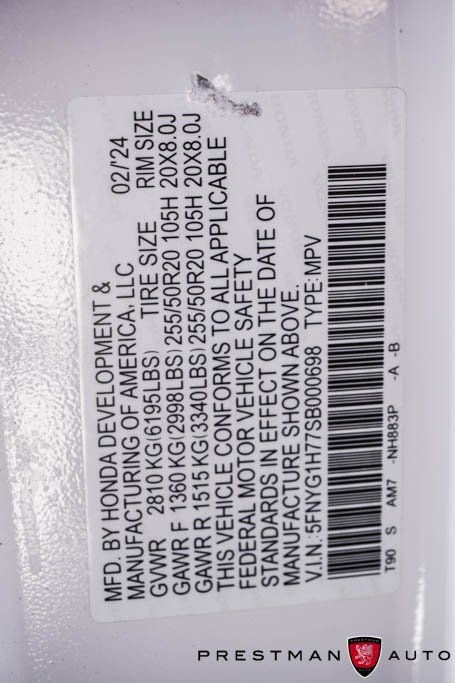 MFD. BY HONDA DEVELOPMENT &
MANUFACTURING OF AMERICA, LLC 02/'24
GVWR 2810 KG(6195LBS) TIRE SIZE RIM SIZE
GAWR F 1360 KG(2998LBS) 255/50R20 105H 20X8.0J
GAWR R 1515 KG(3340LBS) 255/50R20 105H 20X8.0J
THIS VEHICLE CONFORMS TO ALL APPLICABLE
FEDERAL MOTOR VEHICLE SAFETY
STANDARDS IN EFFECT ON THE DATE OF
MANUFACTURE SHOWN ABOVE.
V.I.N.: 5FNYG1H77SB000698 TYPE: MPV
T90 S AM7 -NH883P -A -B
PRESTMAN AUTO